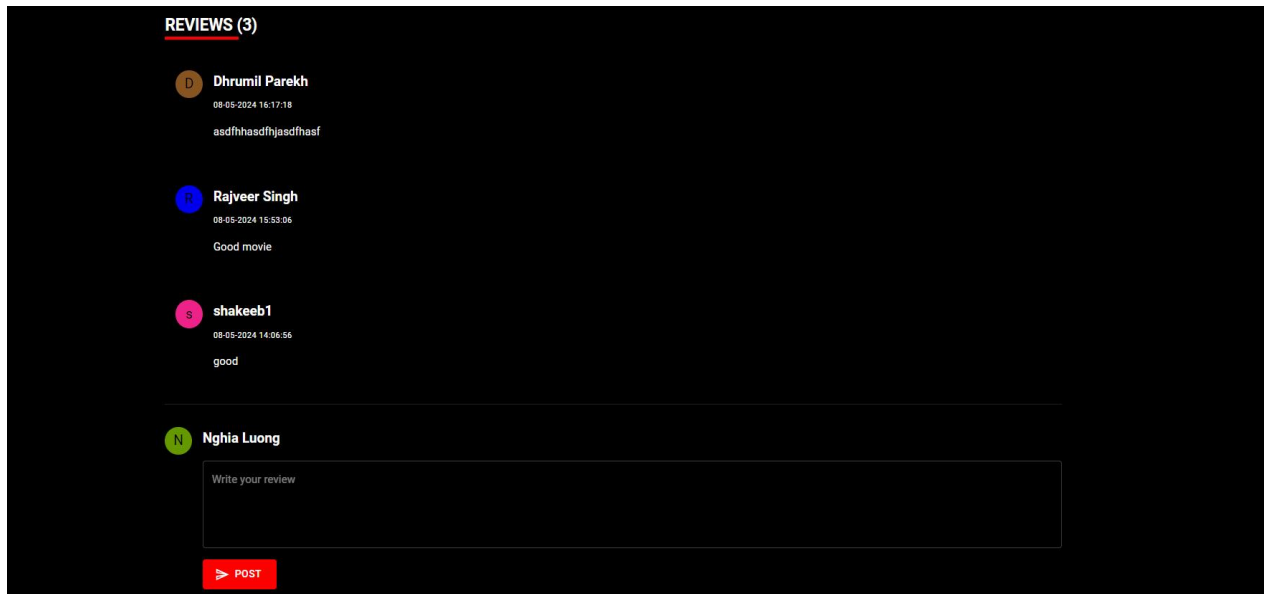 REVIEWS (3)
D
Dhrumil Parekh
08-05-2024 16:17:18
asdfhhasdfhjasdfhasf
R
Rajveer Singh
08-05-2024 15:53:06
Good movie
s
shakeeb1
08-05-2024 14:06:56
good
N
Nghia Luong
Write your review
POST